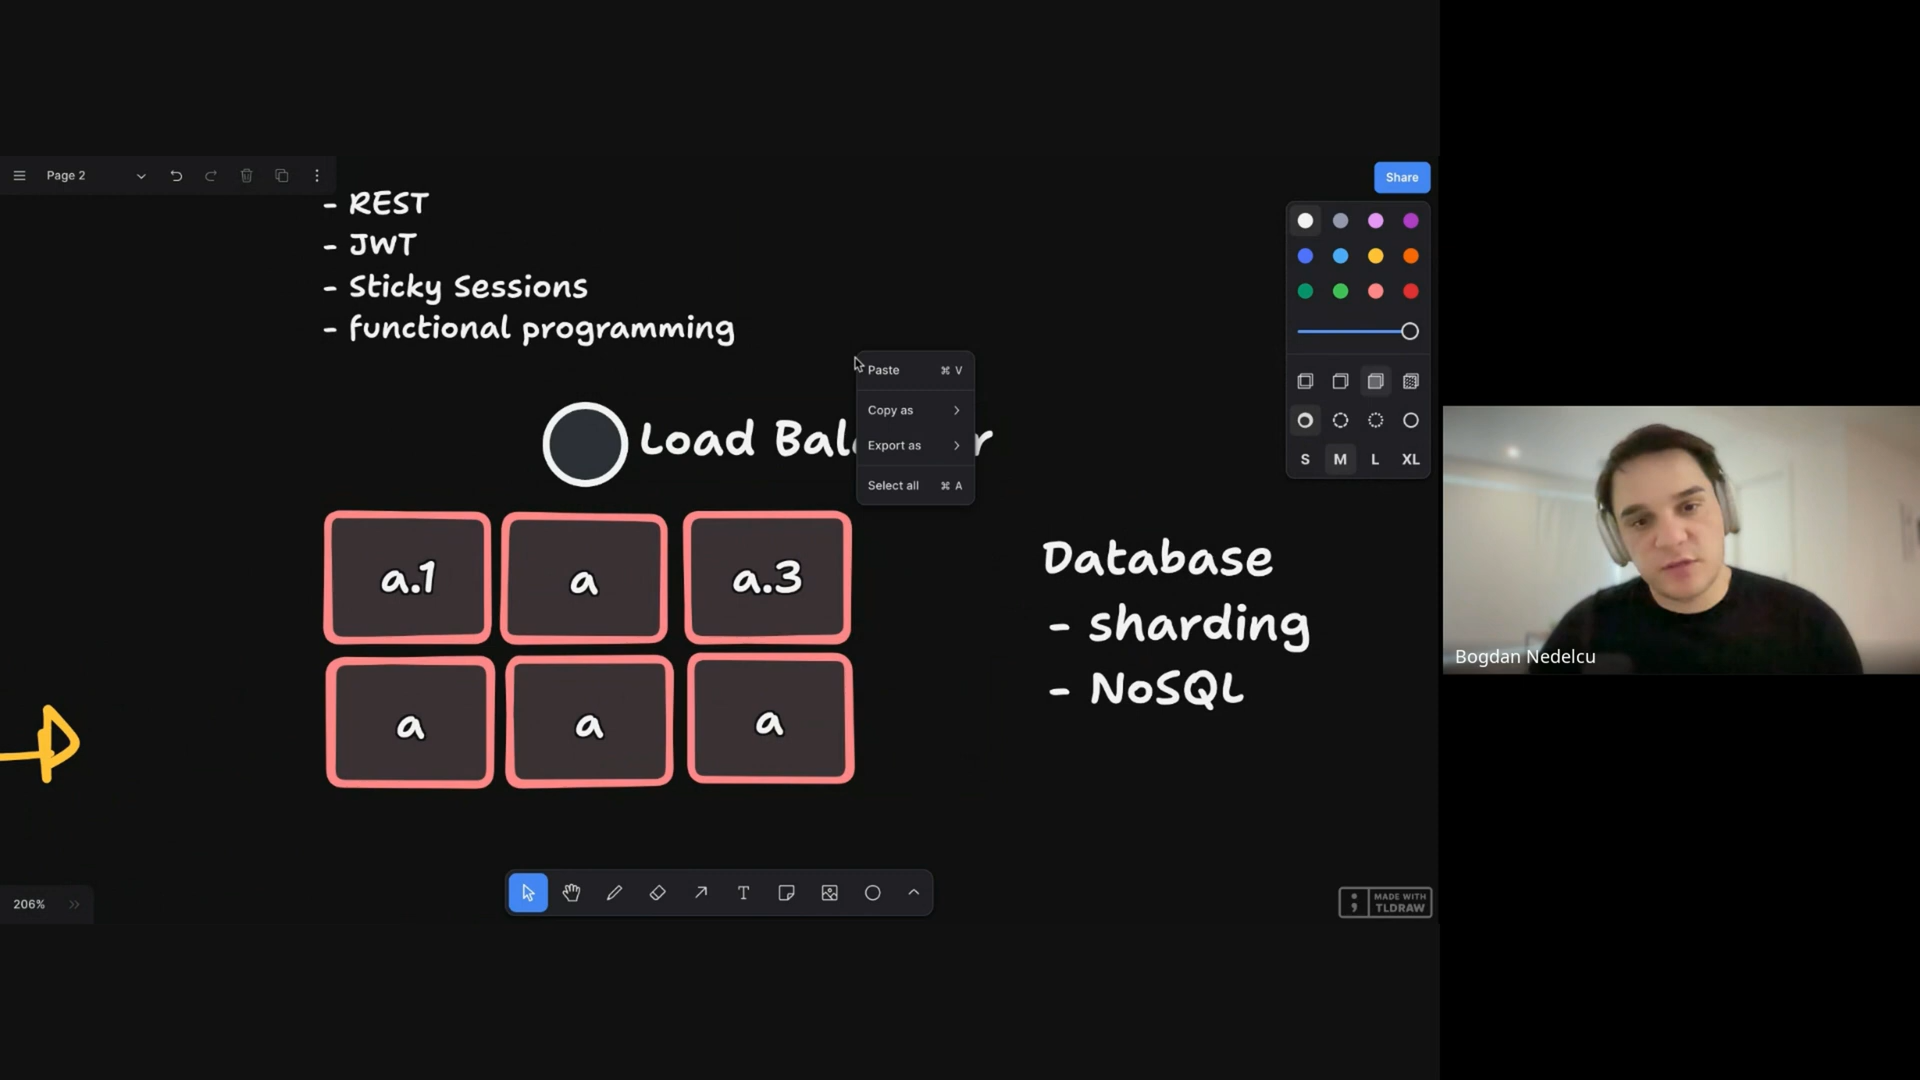 Page 2
Share
- REST
- JWT
- Sticky Sessions
- functional programming
Paste ⌘ V
Copy as
Export as
Select all ⌘ A
Load Bal r
S M L XL
a.1 a a.3
a a a
Database
- sharding
- NoSQL
Bogdan Nedelcu
206%
T
MADE WITH
TLDRAW